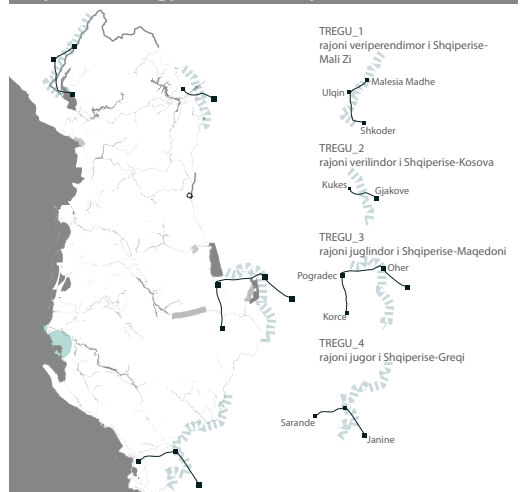 TREGU_1
rajoni veriperendimor i Shqiperise-
Mali Zi
Malesia Madhe
Ulqin
Shkoder
TREGU_2
rajoni verilindor i Shqiperise-Kosova
Kukes
Gjakove
TREGU_3
rajoni juglindor i Shqiperise-Maqedoni
Oher
Pogradec
Korce
TREGU_4
rajoni jugor i Shqiperise-Greqi
Sarande
Janine